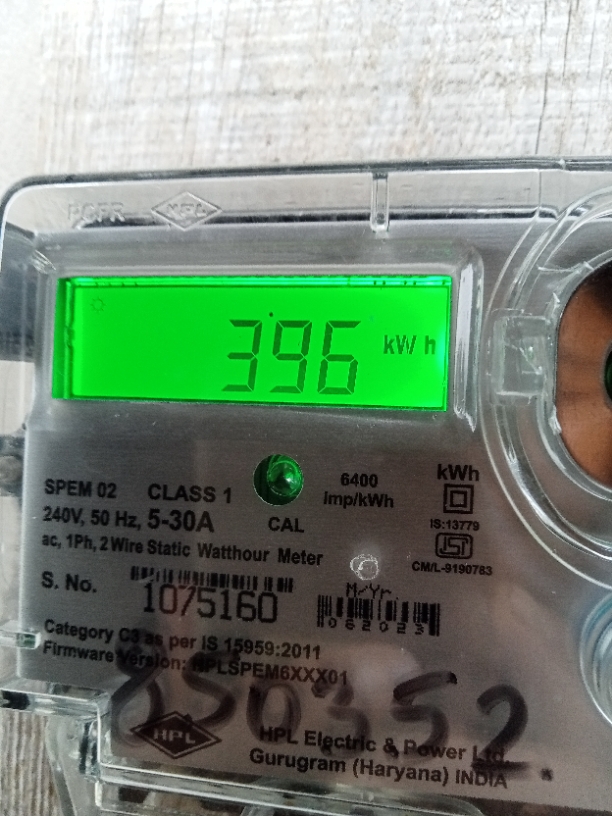 396 kWh
SPEM 02 CLASS 1
240V, 50 Hz, 5-30A
CAL
6400
imp/kWh
kWh
IS:13779
ISI
CM/L-9190783
ac, 1Ph, 2 Wire Static Watthour Meter
S. No.
1075160
M/Yr.
062023
Category C3 as per IS 15959:2011
Firmware Version: HPLSPEM6XXX01
850352
HPL
HPL Electric & Power Ltd.
Gurugram (Haryana) INDIA